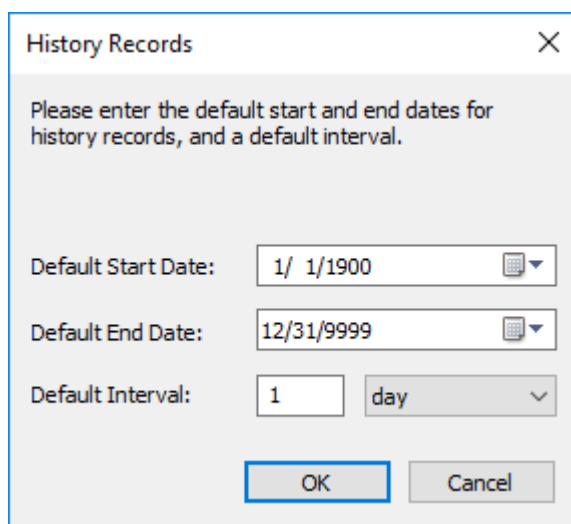 History Records
Please enter the default start and end dates for
history records, and a default interval.
Default Start Date: 1/ 1/1900
Default End Date: 12/31/9999
Default Interval: 1 day
OK Cancel